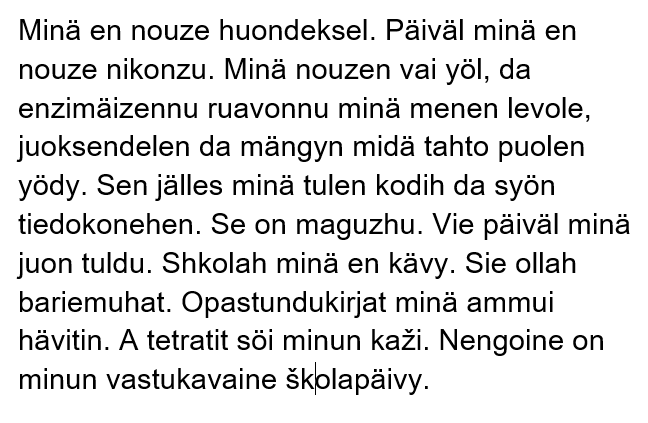 Minä en nouze huondeksel. Päiväl minä en
nouze nikonzu. Minä nouzen vai yöl, da
enzimäizennu ruavonnu minä menen levole,
juoksendelen da mängyn midä tahto puolen
yödy. Sen jälles minä tulen kodih da syön
tiedokonehen. Se on maguzhu. Vie päiväl minä
juon tuldu. Shkolah minä en kävy. Sie ollah
bariemuhat. Opastundukirjat minä ammui
hävitin. A tetratit söi minun kaži. Nengoine on
minun vastukavaine školapäivy.